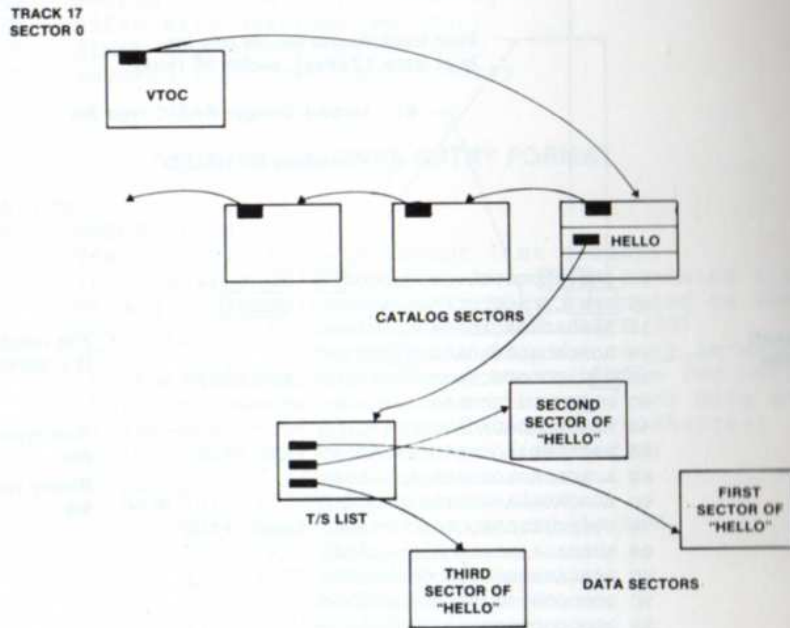 TRACK 17
SECTOR 0
VTOC
HELLO
CATALOG SECTORS
SECOND
SECTOR OF
“HELLO”
T/S LIST
FIRST
SECTOR OF
“HELLO”
THIRD
SECTOR OF
“HELLO”
DATA SECTORS